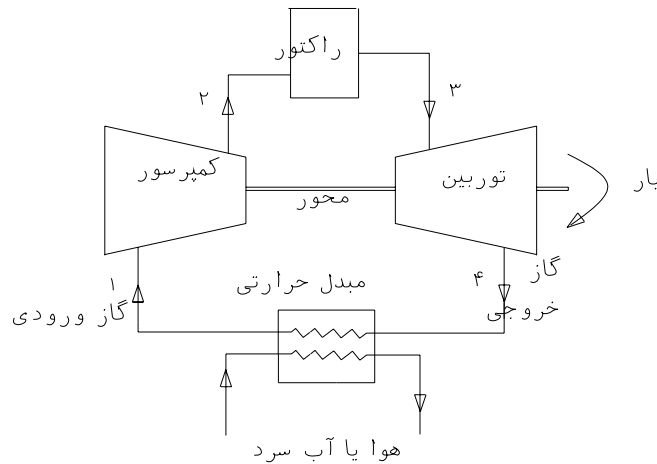 راکتور
۲
۳
کمپرسور
توربین
بار
محور
۱
گاز ورودی
مبدل حرارتی
۴
گاز
خروجی
هوا یا آب سرد